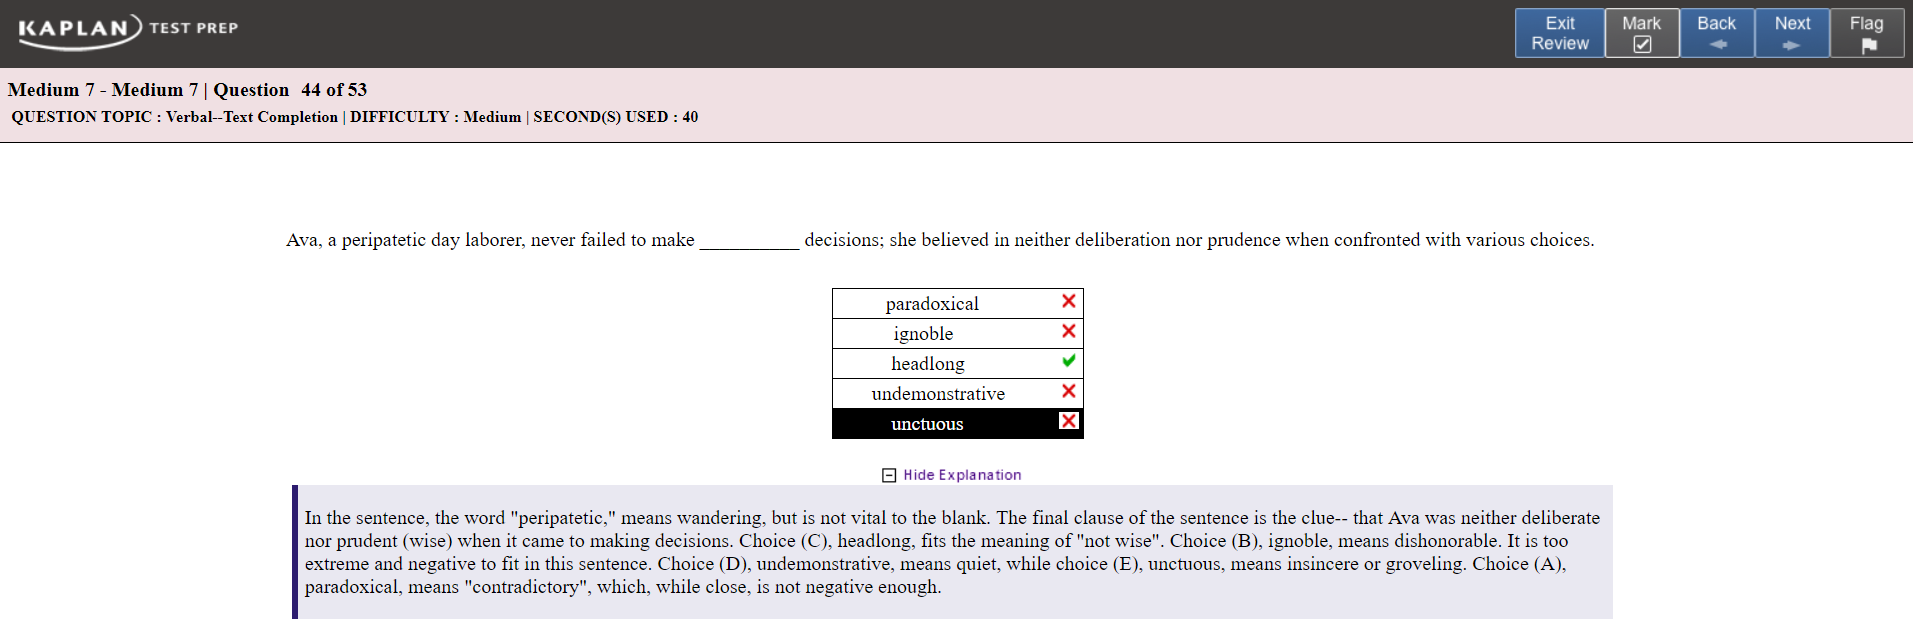 KAPLAN TEST PREP
Exit Review
Mark
Back
Next
Flag
Medium 7 - Medium 7 | Question 44 of 53
QUESTION TOPIC : Verbal--Text Completion | DIFFICULTY : Medium | SECOND(S) USED : 40
Ava, a peripatetic day laborer, never failed to make __________ decisions; she believed in neither deliberation nor prudence when confronted with various choices.
paradoxical
ignoble
headlong
undemonstrative
unctuous
Hide Explanation
In the sentence, the word "peripatetic," means wandering, but is not vital to the blank. The final clause of the sentence is the clue-- that Ava was neither deliberate
nor prudent (wise) when it came to making decisions. Choice (C), headlong, fits the meaning of "not wise". Choice (B), ignoble, means dishonorable. It is too
extreme and negative to fit in this sentence. Choice (D), undemonstrative, means quiet, while choice (E), unctuous, means insincere or groveling. Choice (A),
paradoxical, means "contradictory", which, while close, is not negative enough.